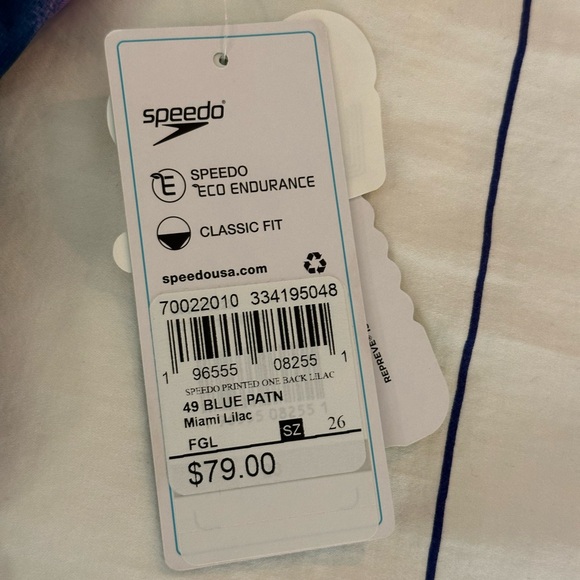 speedo®
SPEEDO
ECO ENDURANCE
CLASSIC FIT
speedousa.com
70022010 334195048
1 96555 08255 1
SPEEDO PRINTED ONE BACK LILAC
49 BLUE PATN
Miami Lilac
FGL SZ 26
$79.00
REPREVE